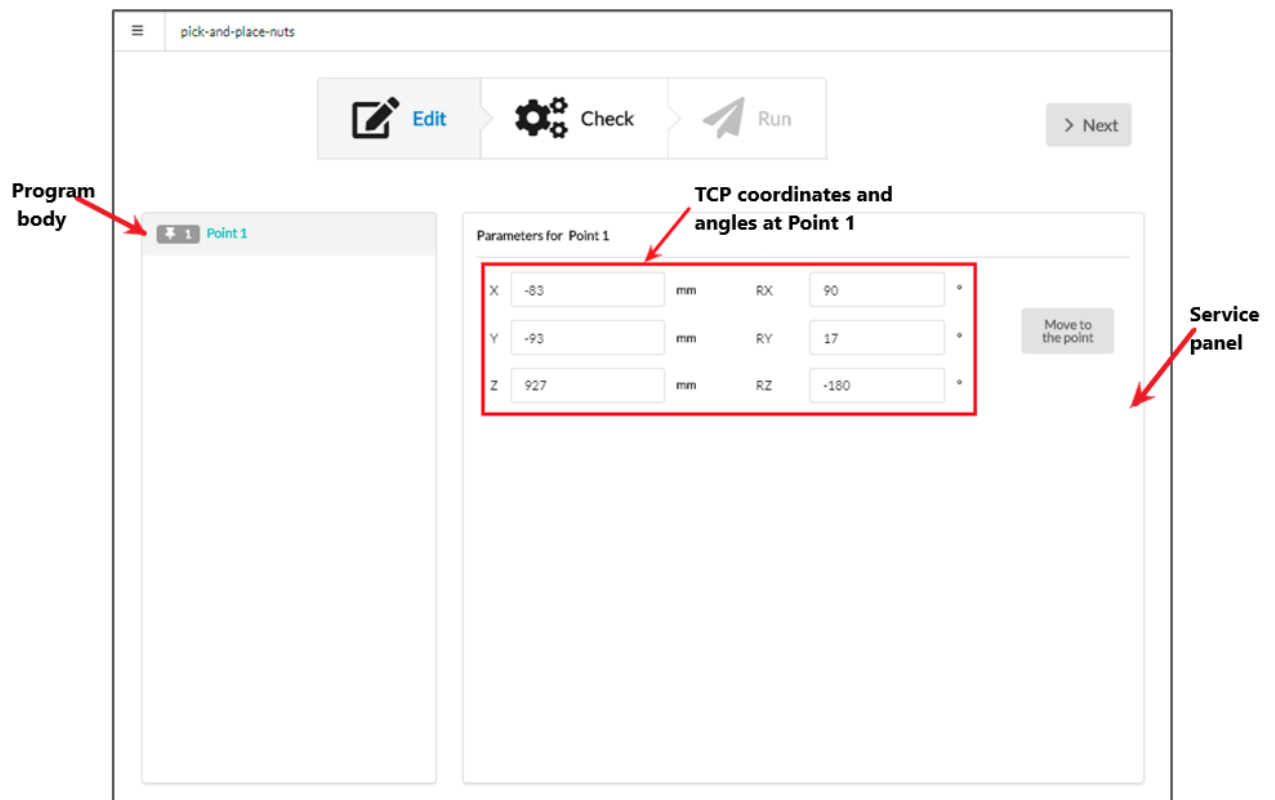 pick-and-place-nuts
Edit
Check
Run
> Next
Program
body
TCP coordinates and
angles at Point 1
1 Point 1
Parameters for Point 1
X -83 mm RX 90 °
Y -93 mm RY 17 °
Z 927 mm RZ -180 °
Move to
the point
Service
panel